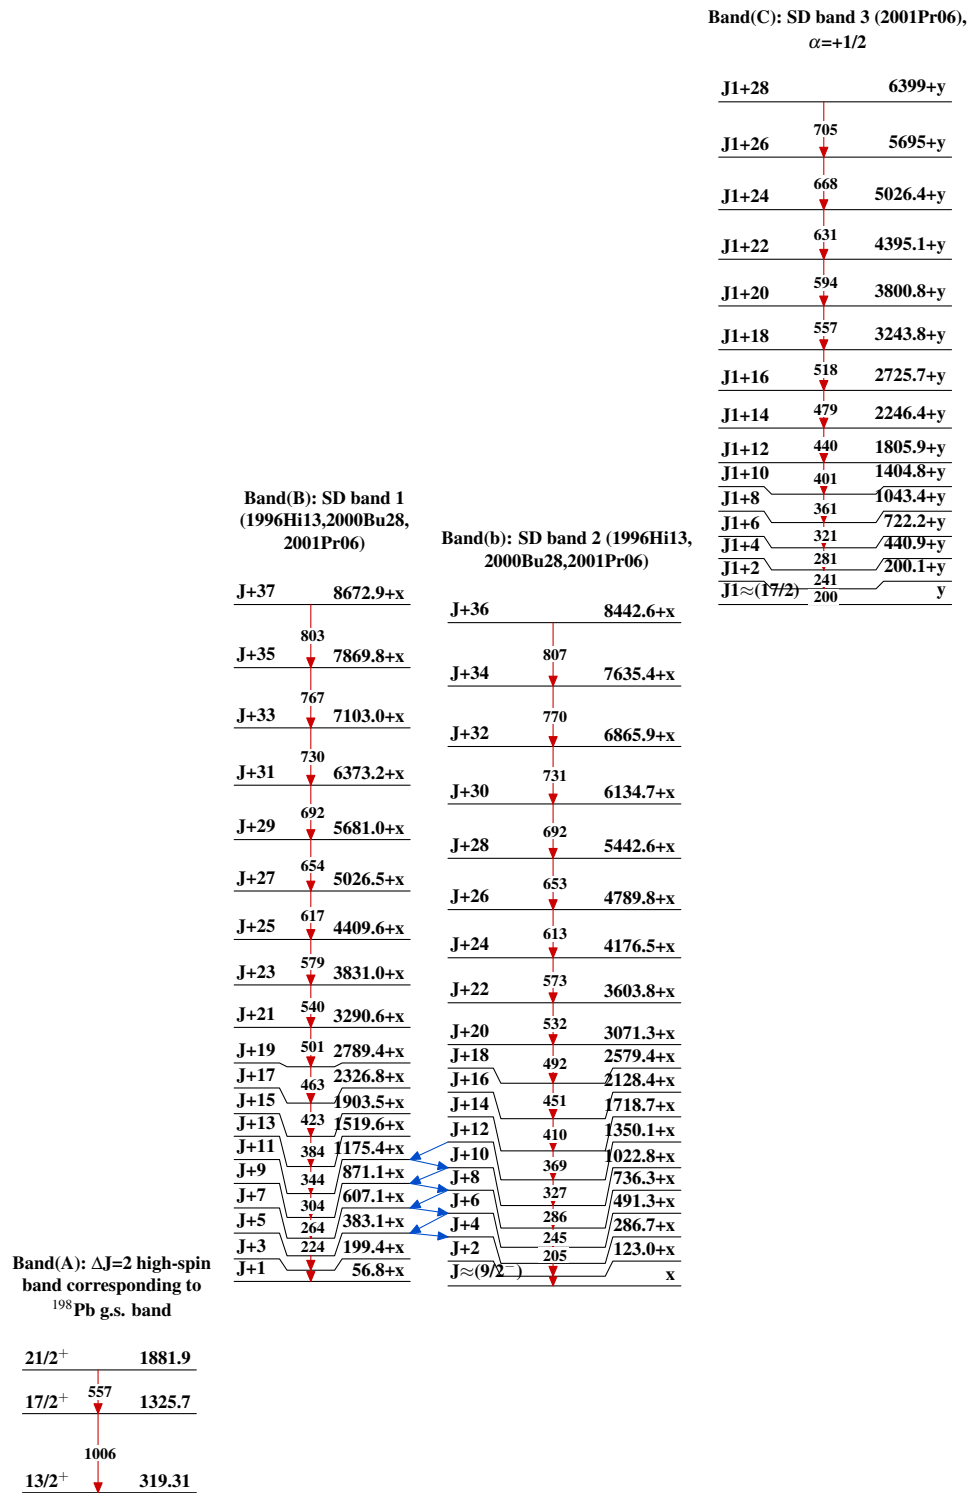 Band(C): SD band 3 (2001Pr06),
α=+1/2
J1+28 6399+y
705
J1+26 5695+y
668
J1+24 5026.4+y
631
J1+22 4395.1+y
594
J1+20 3800.8+y
557
J1+18 3243.8+y
518
J1+16 2725.7+y
479
J1+14 2246.4+y
440
J1+12 1805.9+y
401
J1+10 1404.8+y
361
J1+8 1043.4+y
321
J1+6 722.2+y
281
J1+4 440.9+y
241
J1+2 200.1+y
200
J1≈(17/2) y
Band(B): SD band 1
(1996Hi13,2000Bu28,
2001Pr06)
J+37 8672.9+x
803
J+35 7869.8+x
767
J+33 7103.0+x
730
J+31 6373.2+x
692
J+29 5681.0+x
654
J+27 5026.5+x
617
J+25 4409.6+x
579
J+23 3831.0+x
540
J+21 3290.6+x
501
J+19 2789.4+x
463
J+17 2326.8+x
423
J+15 1903.5+x
384
J+13 1519.6+x
344
J+11 1175.4+x
304
J+9 871.1+x
264
J+7 607.1+x
224
J+5 383.1+x
J+3 199.4+x
J+1 56.8+x
Band(b): SD band 2 (1996Hi13,
2000Bu28,2001Pr06)
J+36 8442.6+x
807
J+34 7635.4+x
770
J+32 6865.9+x
731
J+30 6134.7+x
692
J+28 5442.6+x
653
J+26 4789.8+x
613
J+24 4176.5+x
573
J+22 3603.8+x
532
J+20 3071.3+x
492
J+18 2579.4+x
451
J+16 2128.4+x
410
J+14 1718.7+x
369
J+12 1350.1+x
327
J+10 1022.8+x
286
J+8 736.3+x
245
J+6 491.3+x
205
J+4 286.7+x
J+2 123.0+x
J≈(9/2⁻) x
Band(A): ΔJ=2 high-spin
band corresponding to
¹⁹⁸Pb g.s. band
21/2⁺ 1881.9
557
17/2⁺ 1325.7
1006
13/2⁺ 319.31